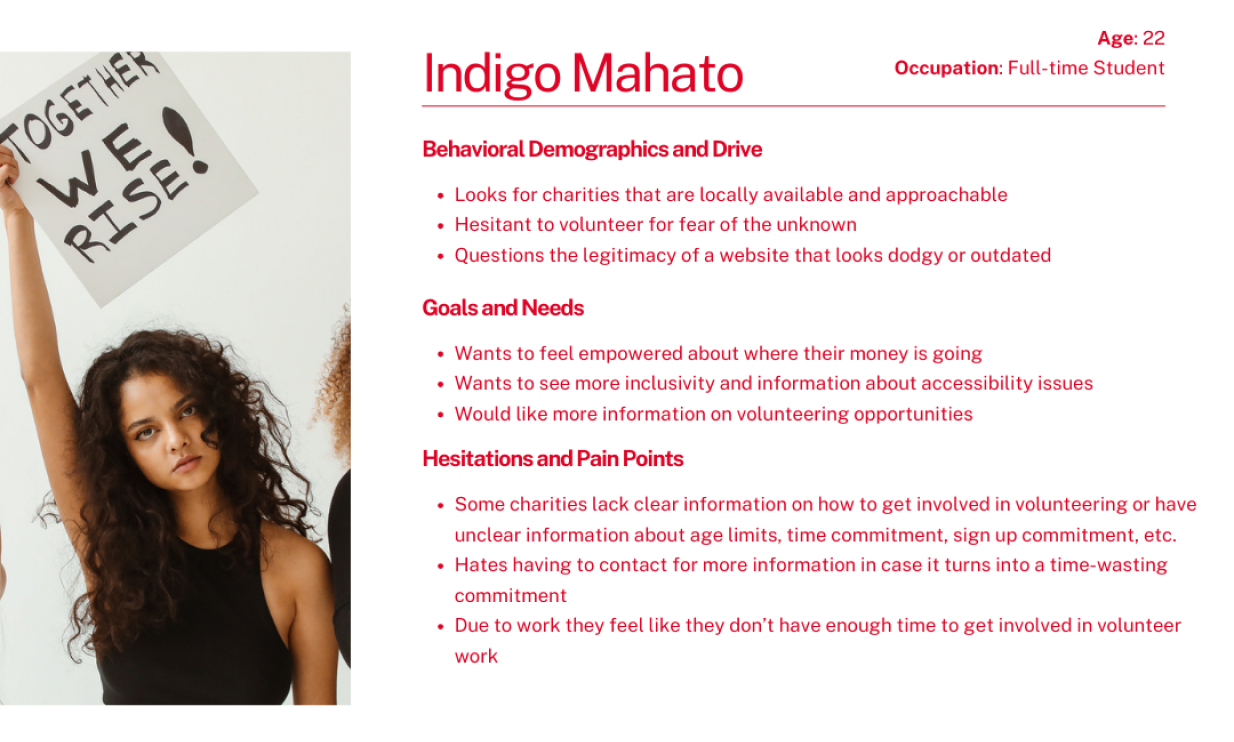 TOGETHER
WE
RISE!
Indigo Mahato
Age: 22
Occupation: Full-time Student
Behavioral Demographics and Drive
• Looks for charities that are locally available and approachable
• Hesitant to volunteer for fear of the unknown
• Questions the legitimacy of a website that looks dodgy or outdated
Goals and Needs
• Wants to feel empowered about where their money is going
• Wants to see more inclusivity and information about accessibility issues
• Would like more information on volunteering opportunities
Hesitations and Pain Points
• Some charities lack clear information on how to get involved in volunteering or have
unclear information about age limits, time commitment, sign up commitment, etc.
• Hates having to contact for more information in case it turns into a time-wasting
commitment
• Due to work they feel like they don’t have enough time to get involved in volunteer
work